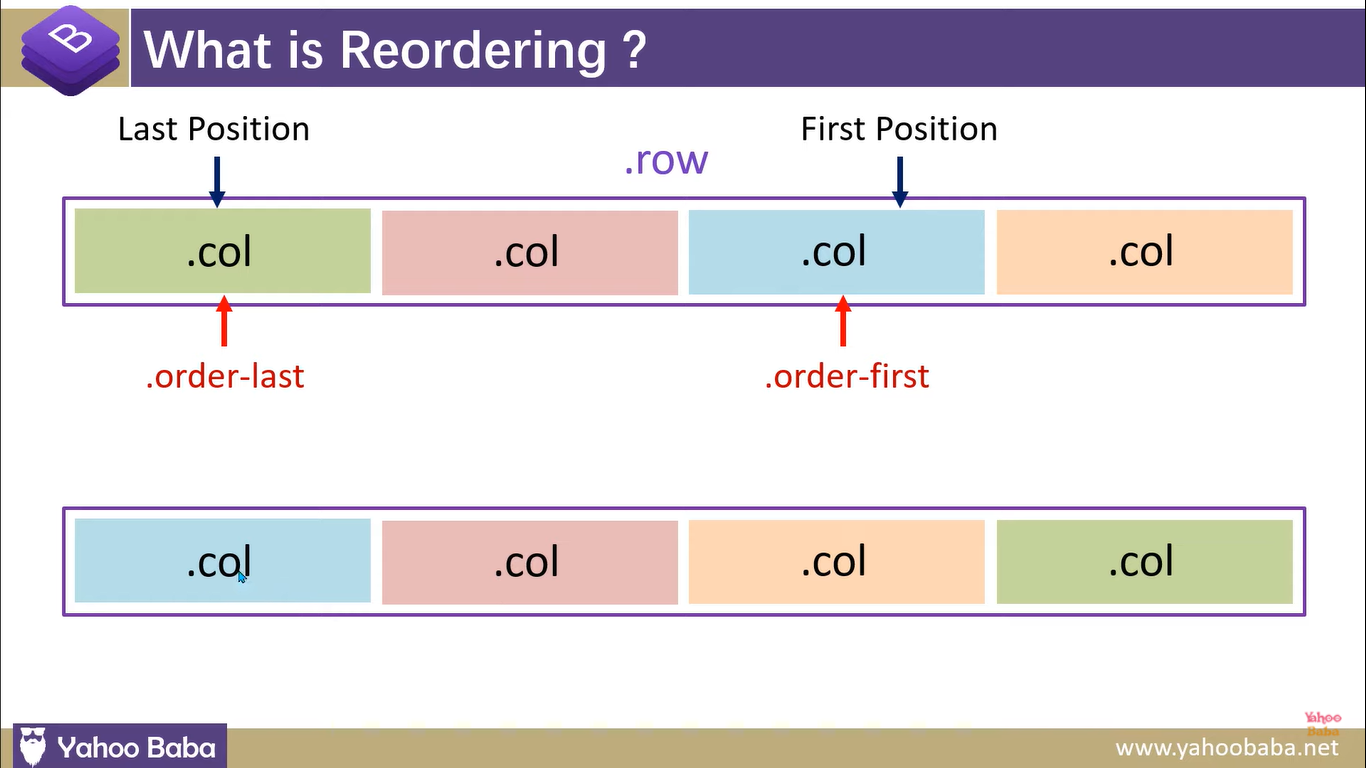 B
What is Reordering ?
Last Position
First Position
.row
.col .col .col .col
.order-last
.order-first
.col .col .col .col
Yahoo
Baba
Yahoo Baba
www.yahoobaba.net